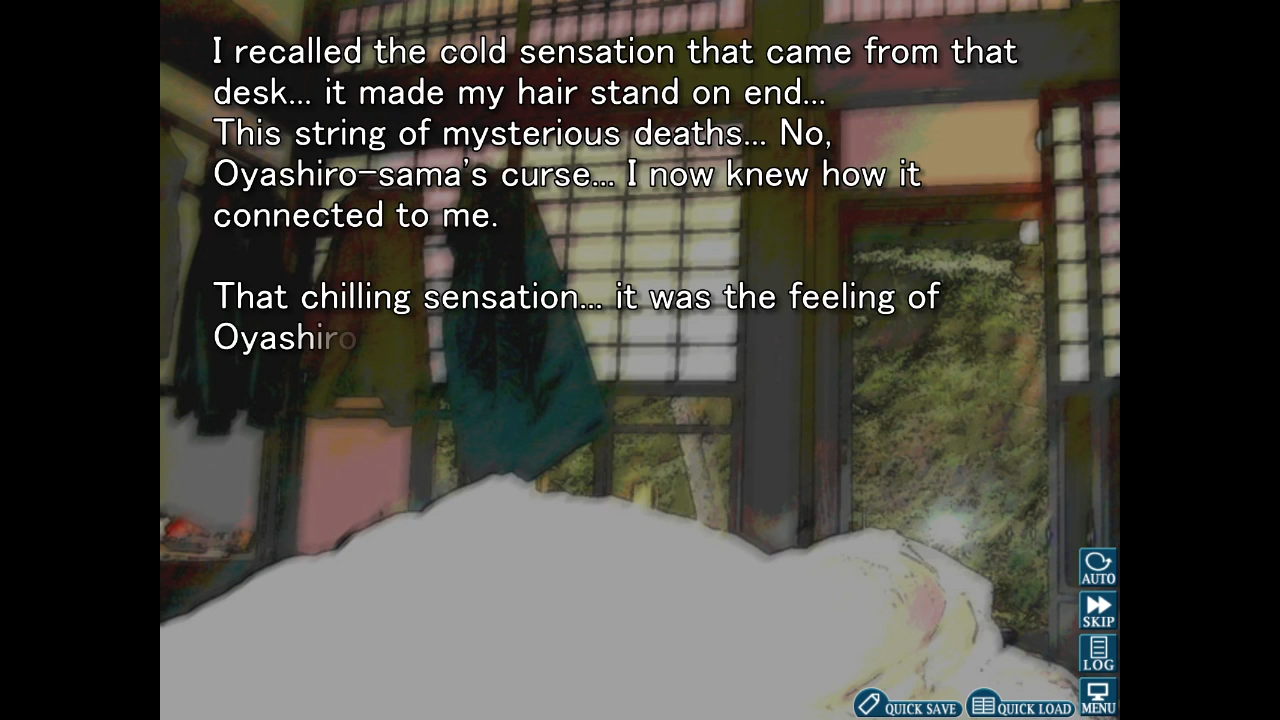 I recalled the cold sensation that came from that
desk... it made my hair stand on end...
This string of mysterious deaths... No,
Oyashiro-sama's curse... I now knew how it
connected to me.
That chilling sensation... it was the feeling of
Oyashiro
AUTO
SKIP
LOG
MENU
QUICK SAVE
QUICK LOAD